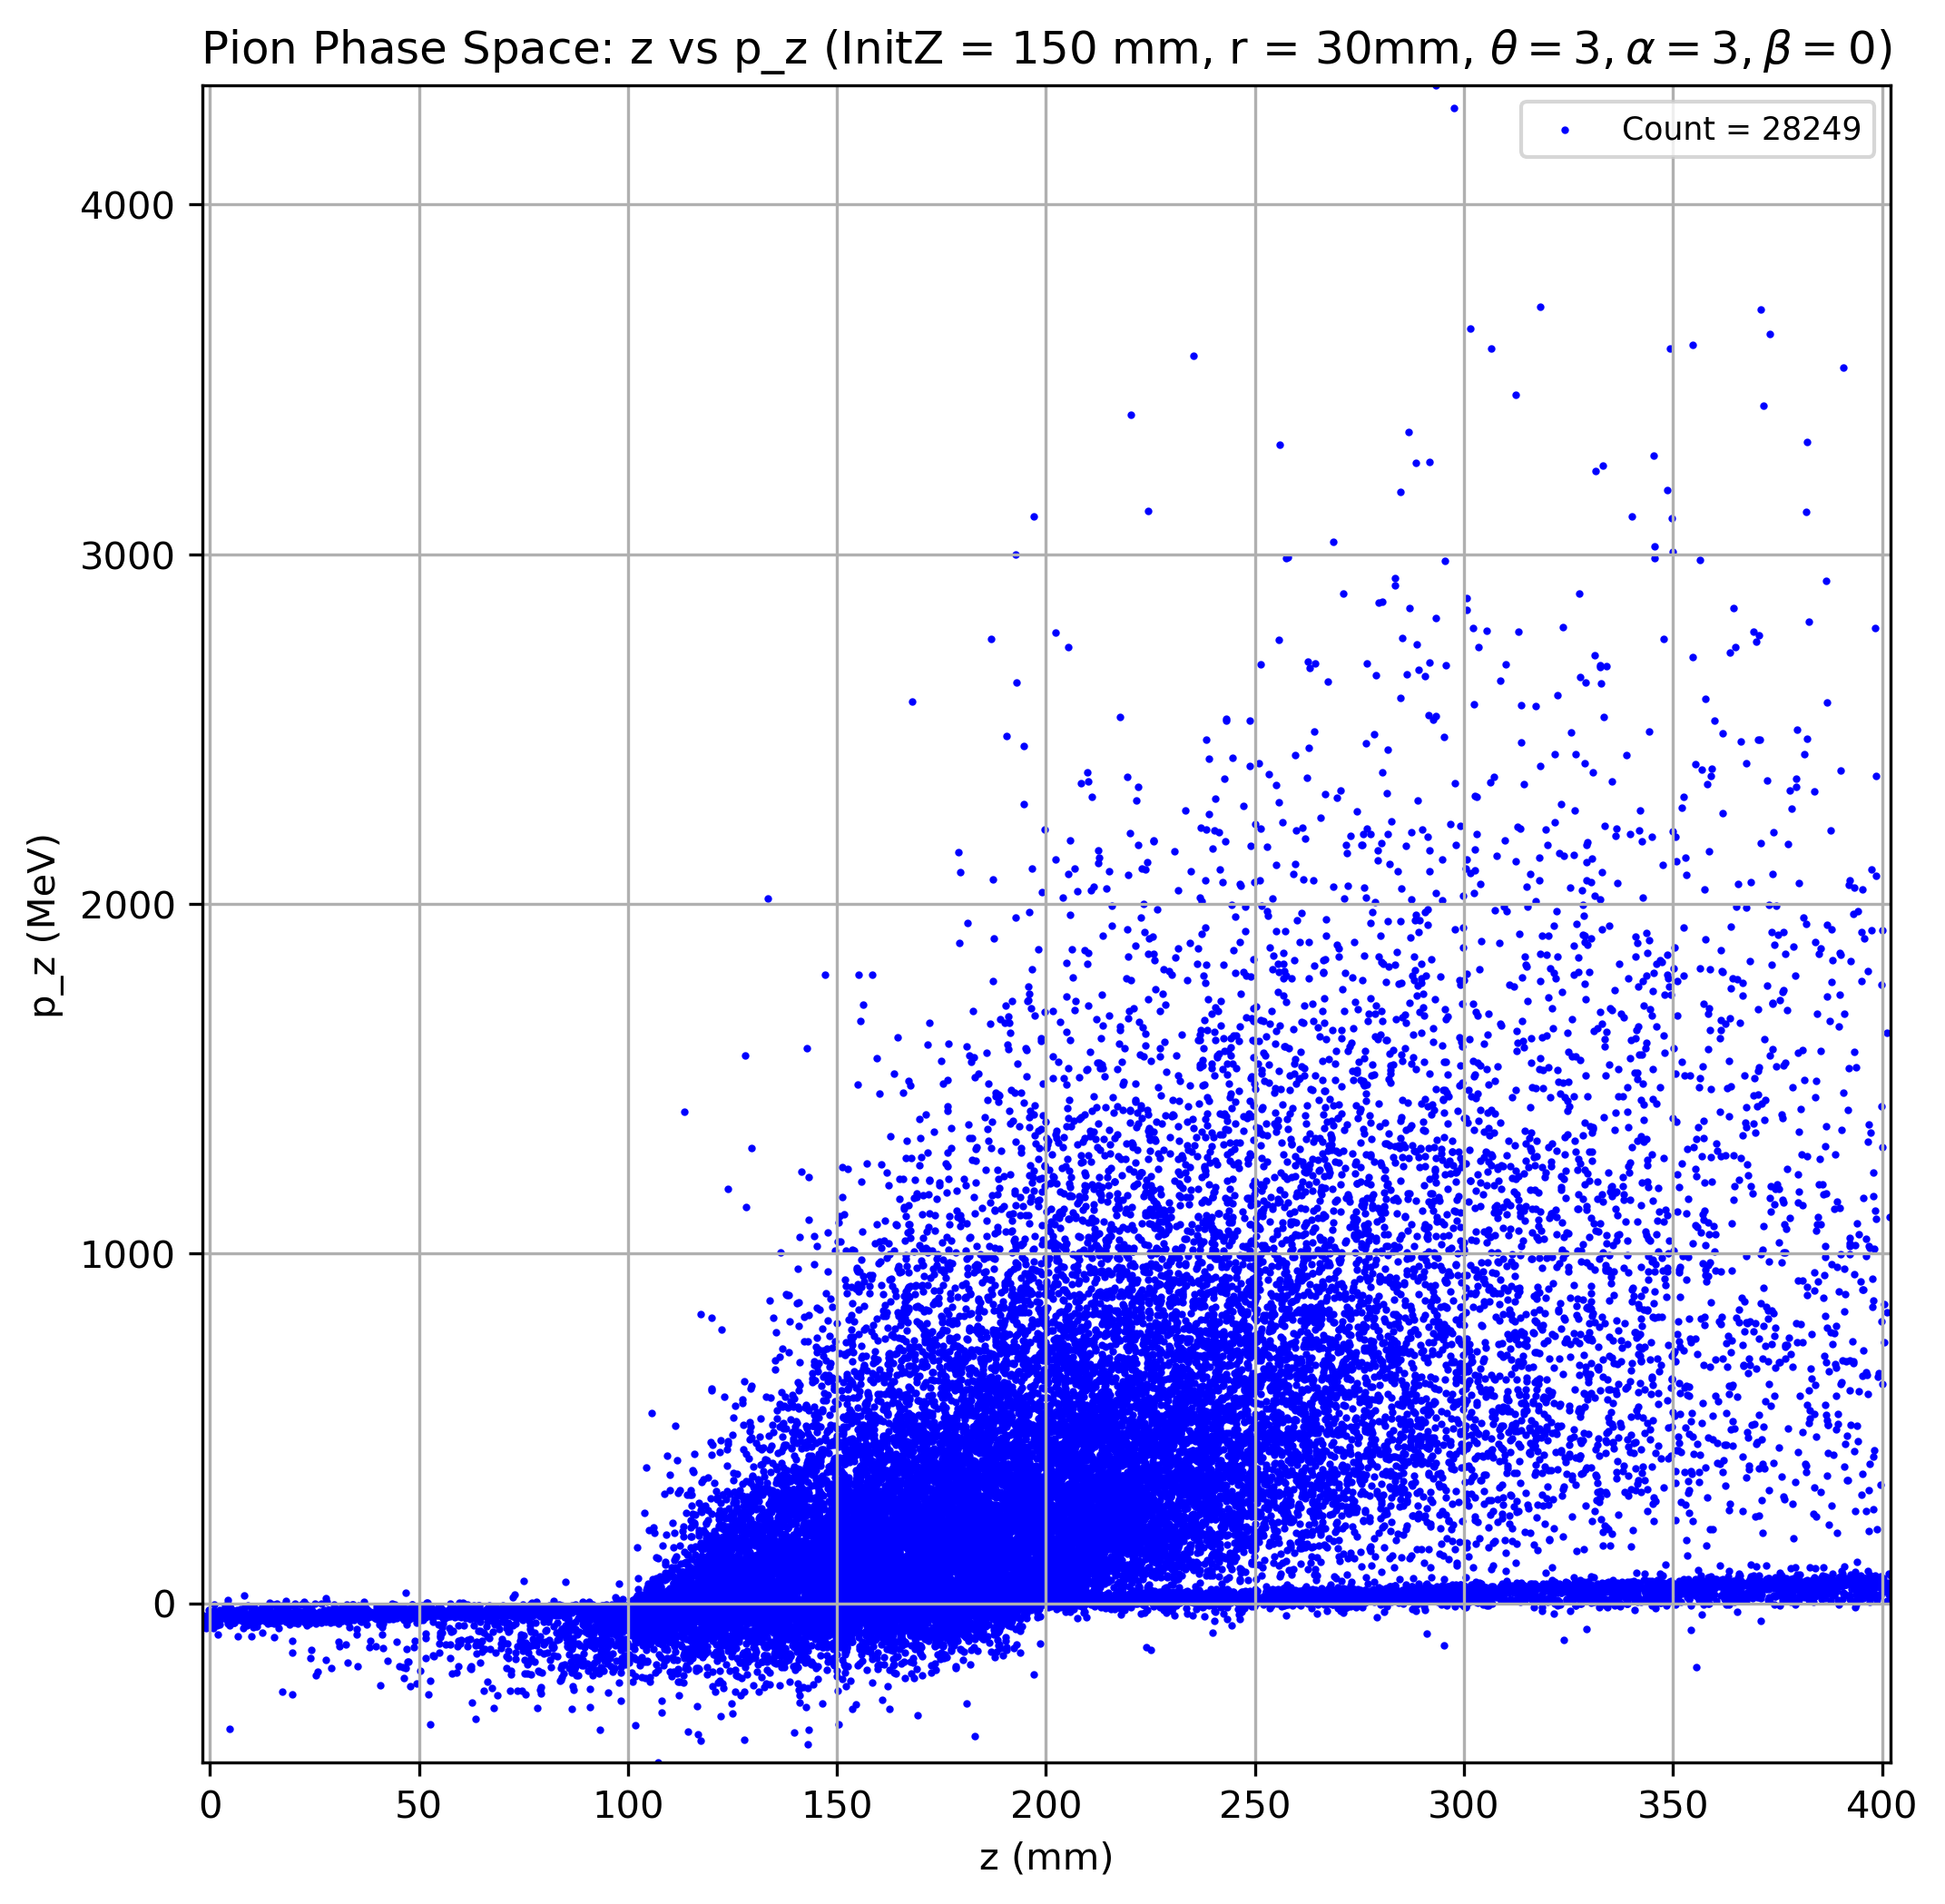 Pion Phase Space: z vs p_z (InitZ = 150 mm, r = 30mm, θ = 3, α = 3, β = 0)
Count = 28249
4000
3000
2000
1000
0
p_z (MeV)
0 50 100 150 200 250 300 350 400
z (mm)